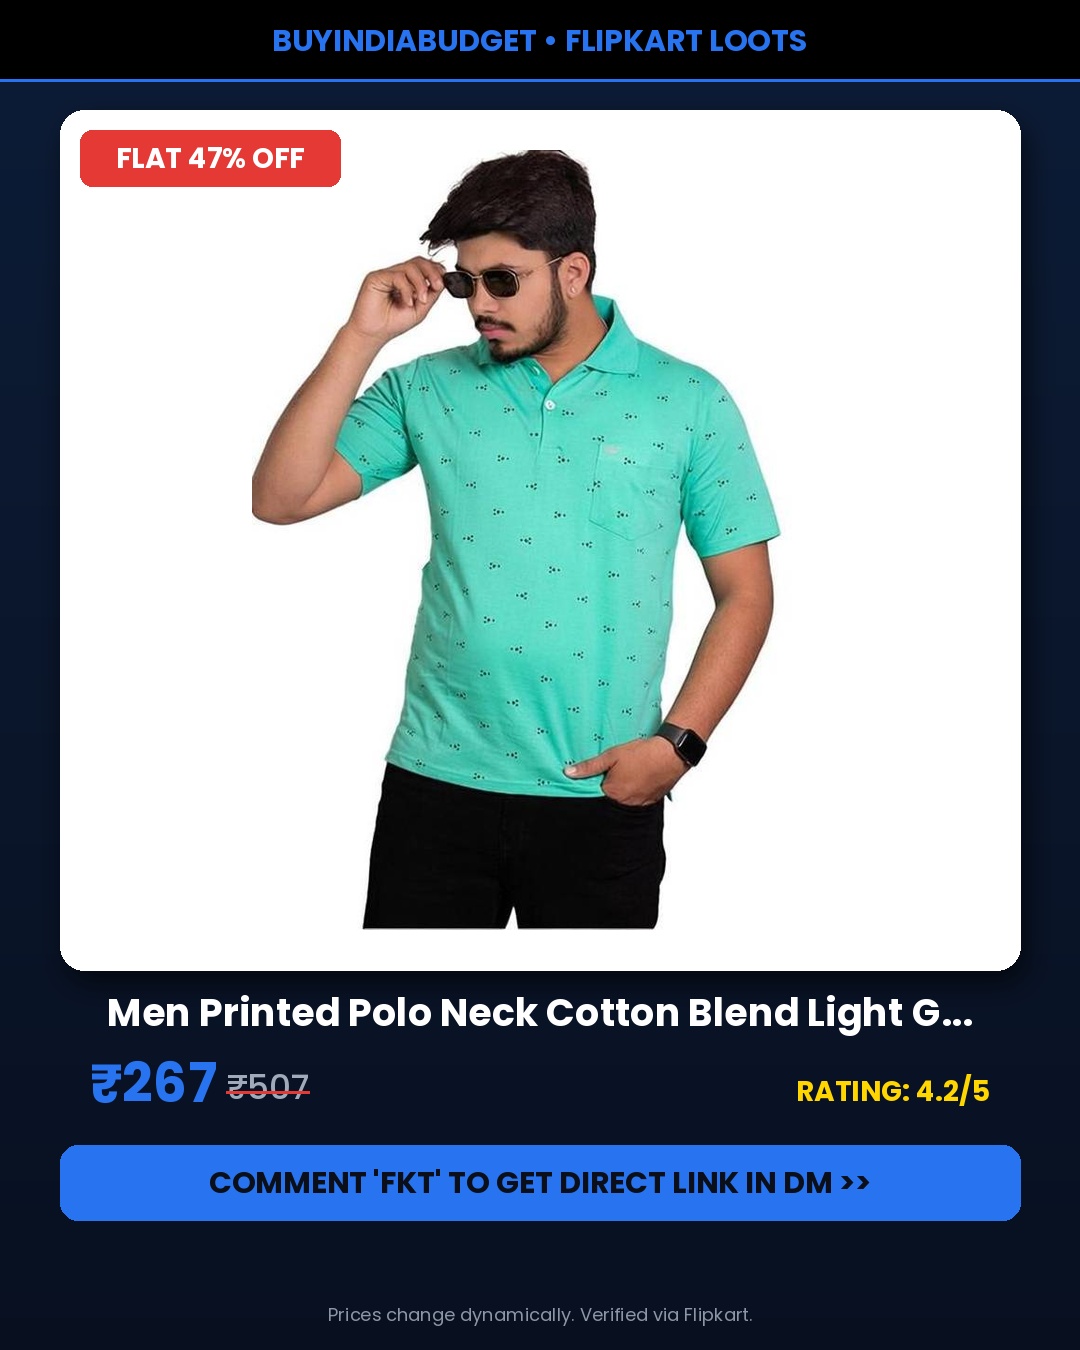 BUYINDIABUDGET • FLIPKART LOOTS
FLAT 47% OFF
Men Printed Polo Neck Cotton Blend Light G...
₹267 ₹507
RATING: 4.2/5
COMMENT 'FKT' TO GET DIRECT LINK IN DM >>
Prices change dynamically. Verified via Flipkart.